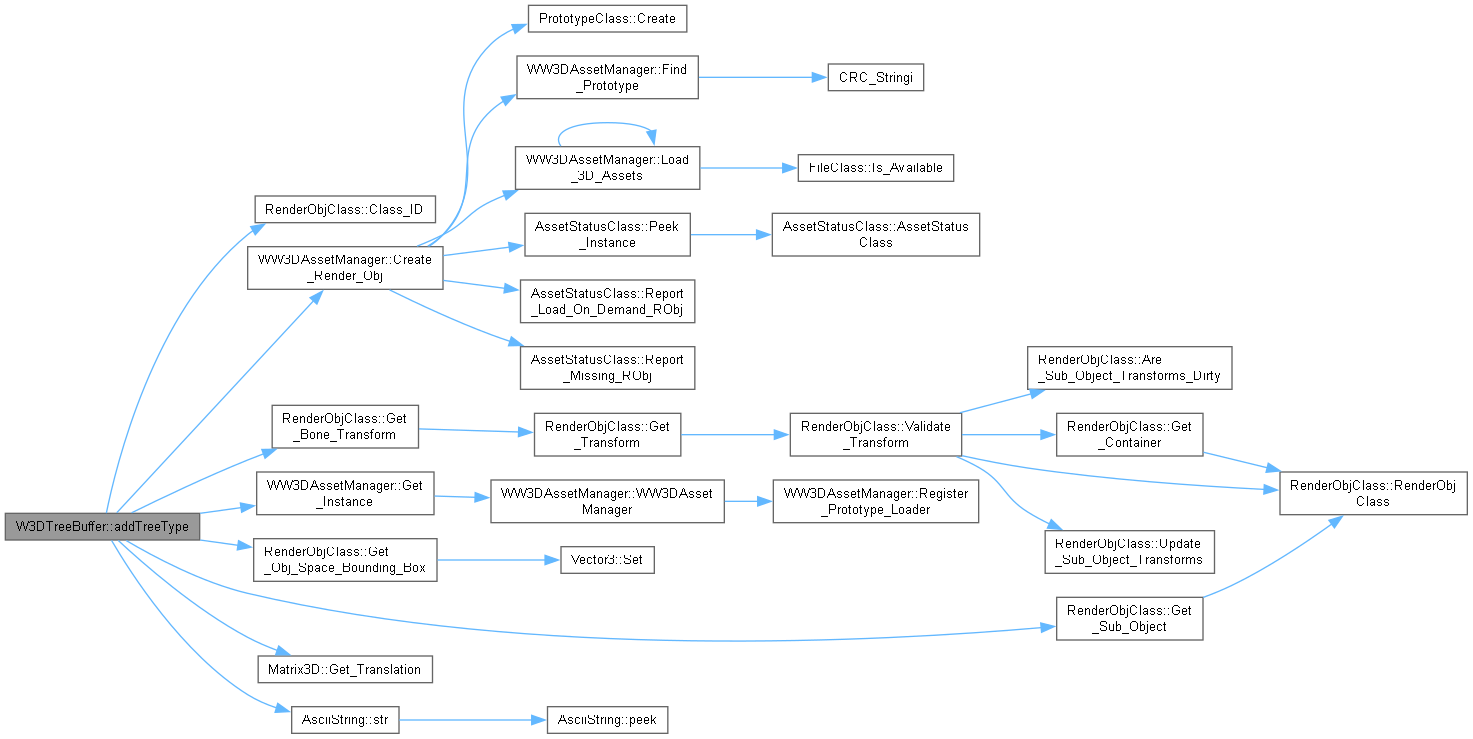 PrototypeClass::Create
WW3DAssetManager::Find
_Prototype
CRC_Stringi
WW3DAssetManager::Load
_3D_Assets
FileClass::Is_Available
RenderObjClass::Class_ID
AssetStatusClass::Peek
_Instance
AssetStatusClass::AssetStatus
Class
WW3DAssetManager::Create
_Render_Obj
AssetStatusClass::Report
_Load_On_Demand_RObj
AssetStatusClass::Report
_Missing_RObj
RenderObjClass::Are
_Sub_Object_Transforms_Dirty
RenderObjClass::Get
_Bone_Transform
RenderObjClass::Get
_Transform
RenderObjClass::Validate
_Transform
RenderObjClass::Get
_Container
WW3DAssetManager::Get
_Instance
WW3DAssetManager::WW3DAsset
Manager
WW3DAssetManager::Register
_Prototype_Loader
RenderObjClass::RenderObj
Class
W3DTreeBuffer::addTreeType
RenderObjClass::Get
_Obj_Space_Bounding_Box
Vector3::Set
RenderObjClass::Update
_Sub_Object_Transforms
RenderObjClass::Get
_Sub_Object
Matrix3D::Get_Translation
AsciiString::str
AsciiString::peek